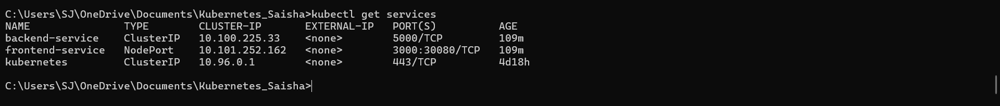 C:\Users\SJ\OneDrive\Documents\Kubernetes_Saisha>kubectl get services
NAME                TYPE        CLUSTER-IP       EXTERNAL-IP   PORT(S)          AGE
backend-service    ClusterIP   10.100.225.33    <none>        5000/TCP         109m
frontend-service   NodePort    10.101.252.162   <none>        3000:30080/TCP   109m
kubernetes         ClusterIP   10.96.0.1        <none>        443/TCP          4d18h
C:\Users\SJ\OneDrive\Documents\Kubernetes_Saisha>